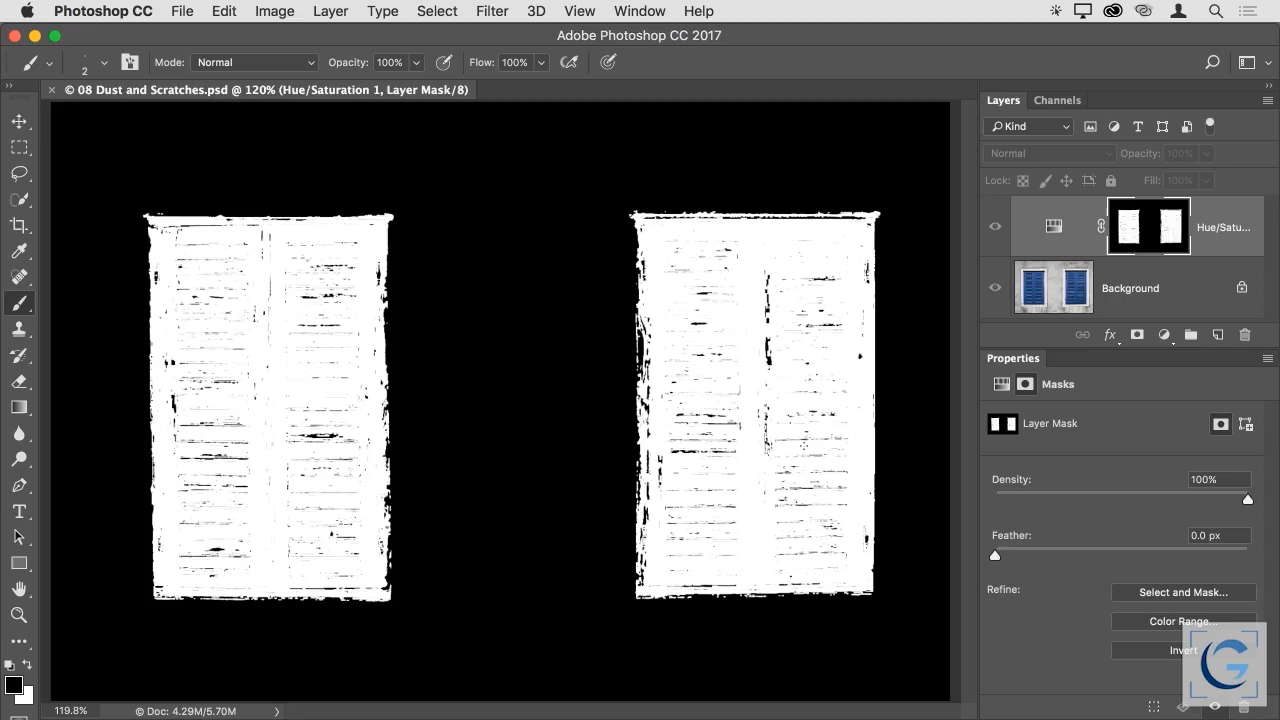 Photoshop CC File Edit Image Layer Type Select Filter 3D View Window Help
Adobe Photoshop CC 2017
2 Mode: Normal Opacity: 100% Flow: 100%
© 08 Dust and Scratches.psd @ 120% (Hue/Saturation 1, Layer Mask/8)
Layers Channels
Kind
Normal Opacity: 100%
Lock: Fill: 100%
Hue/Satu...
Background
Properties
Masks
Layer Mask
Density: 100%
Feather: 0.0 px
Refine: Select and Mask...
Color Range...
Invert
119.8% © Doc: 4.29M/5.70M